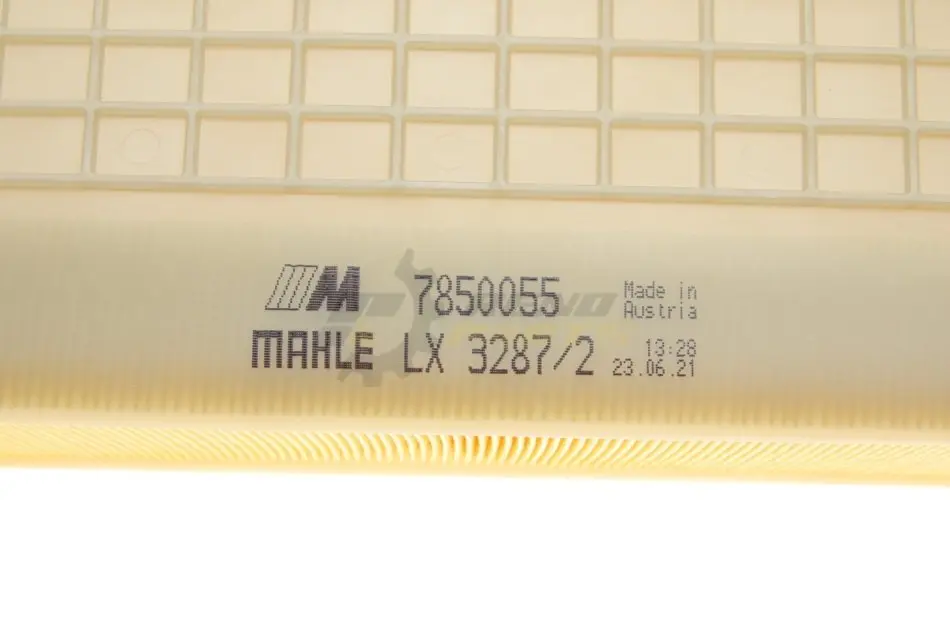 M 7850055
Made in
Austria
MAHLE LX 3287/2
13:28
23.06.21